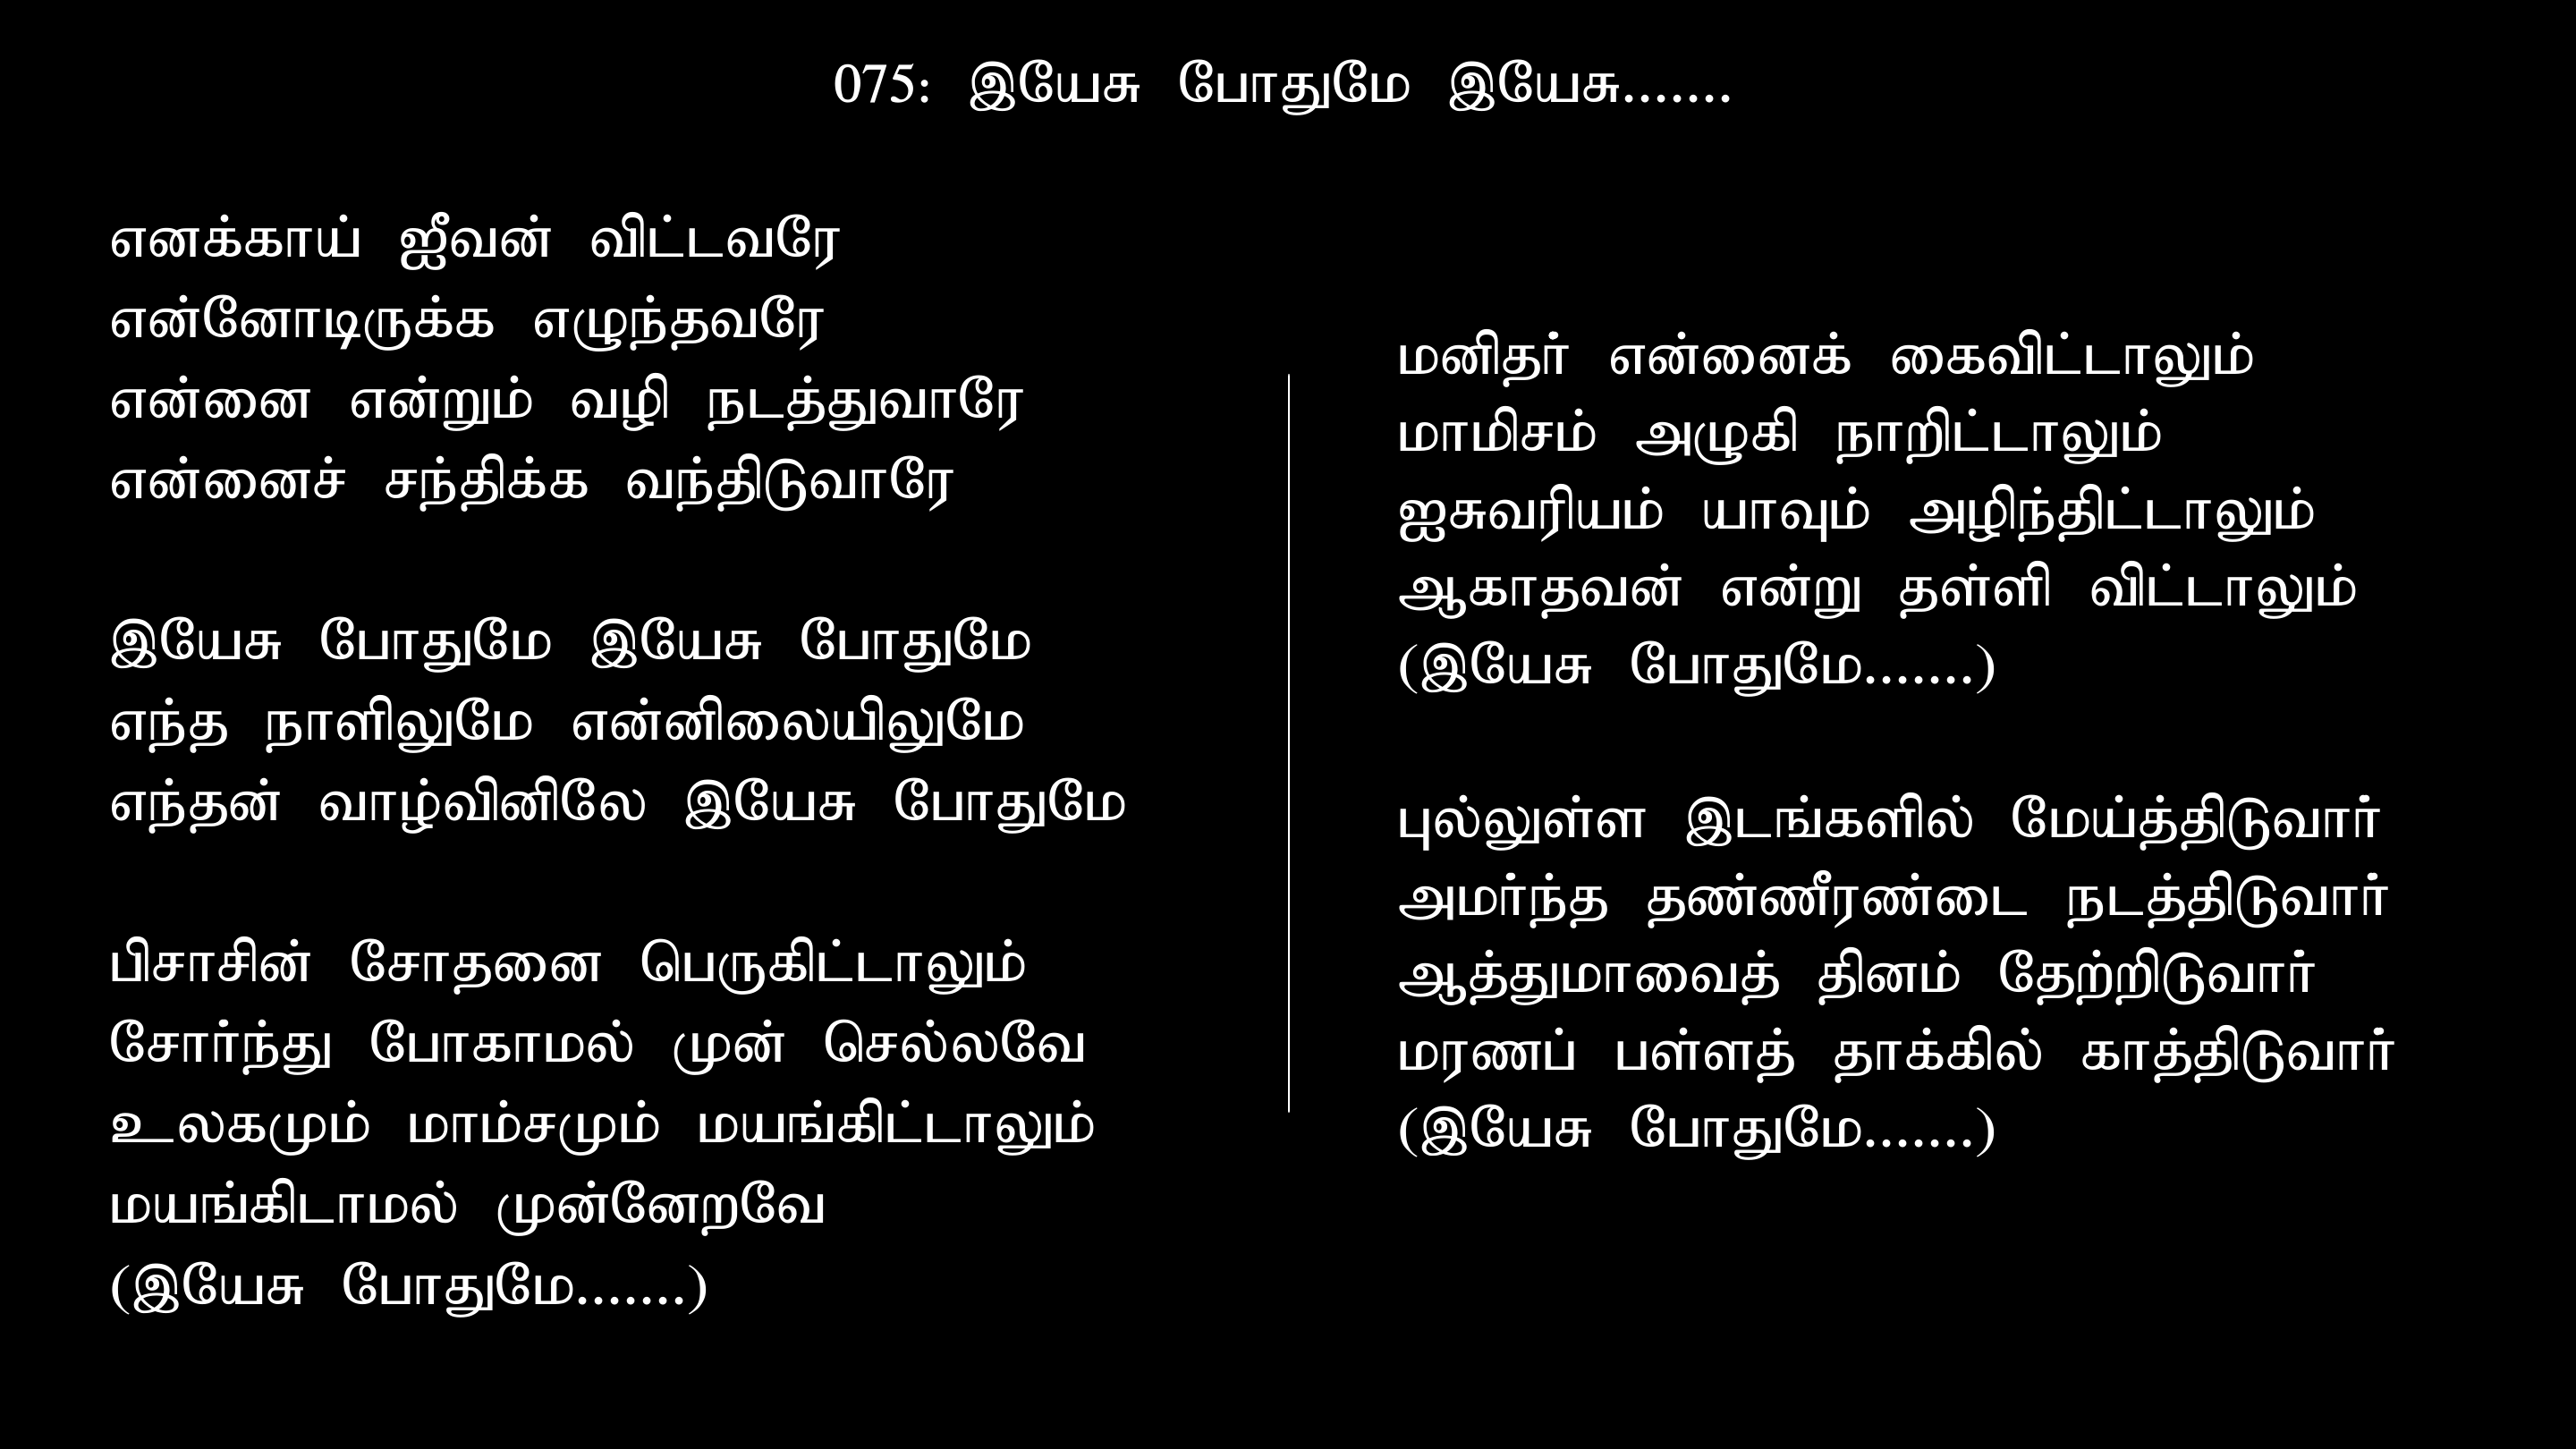 075: இயேசு போதுமே இயேசு.......
எனக்காய் ஜீவன் விட்டவரே
என்னோடிருக்க எழுந்தவரே
என்னை என்றும் வழி நடத்துவாரே
என்னைச் சந்திக்க வந்திடுவாரே
இயேசு போதுமே இயேசு போதுமே
எந்த நாளிலுமே என்னிலையிலுமே
எந்தன் வாழ்வினிலே இயேசு போதுமே
பிசாசின் சோதனை பெருகிட்டாலும்
சோர்ந்து போகாமல் முன் செல்லவே
உலகமும் மாம்சமும் மயங்கிட்டாலும்
மயங்கிடாமல் முன்னேறவே
(இயேசு போதுமே.......)
மனிதர் என்னைக் கைவிட்டாலும்
மாமிசம் அழுகி நாறிட்டாலும்
ஐசுவரியம் யாவும் அழிந்திட்டாலும்
ஆகாதவன் என்று தள்ளி விட்டாலும்
(இயேசு போதுமே.......)
புல்லுள்ள இடங்களில் மேய்த்திடுவார்
அமர்ந்த தண்ணீரண்டை நடத்திடுவார்
ஆத்துமாவைத் தினம் தேற்றிடுவார்
மரணப் பள்ளத் தாக்கில் காத்திடுவார்
(இயேசு போதுமே.......)